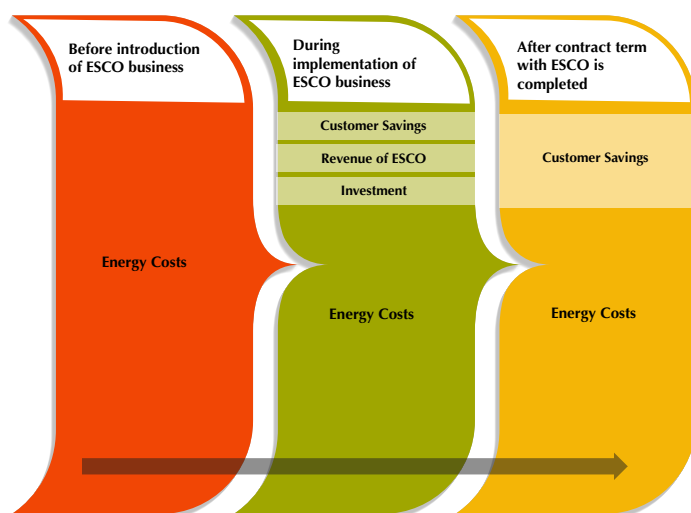 Before introduction
of ESCO business
During
implementation of
ESCO business
After contract term
with ESCO is
completed
Customer Savings
Revenue of ESCO
Investment
Customer Savings
Energy Costs
Energy Costs
Energy Costs